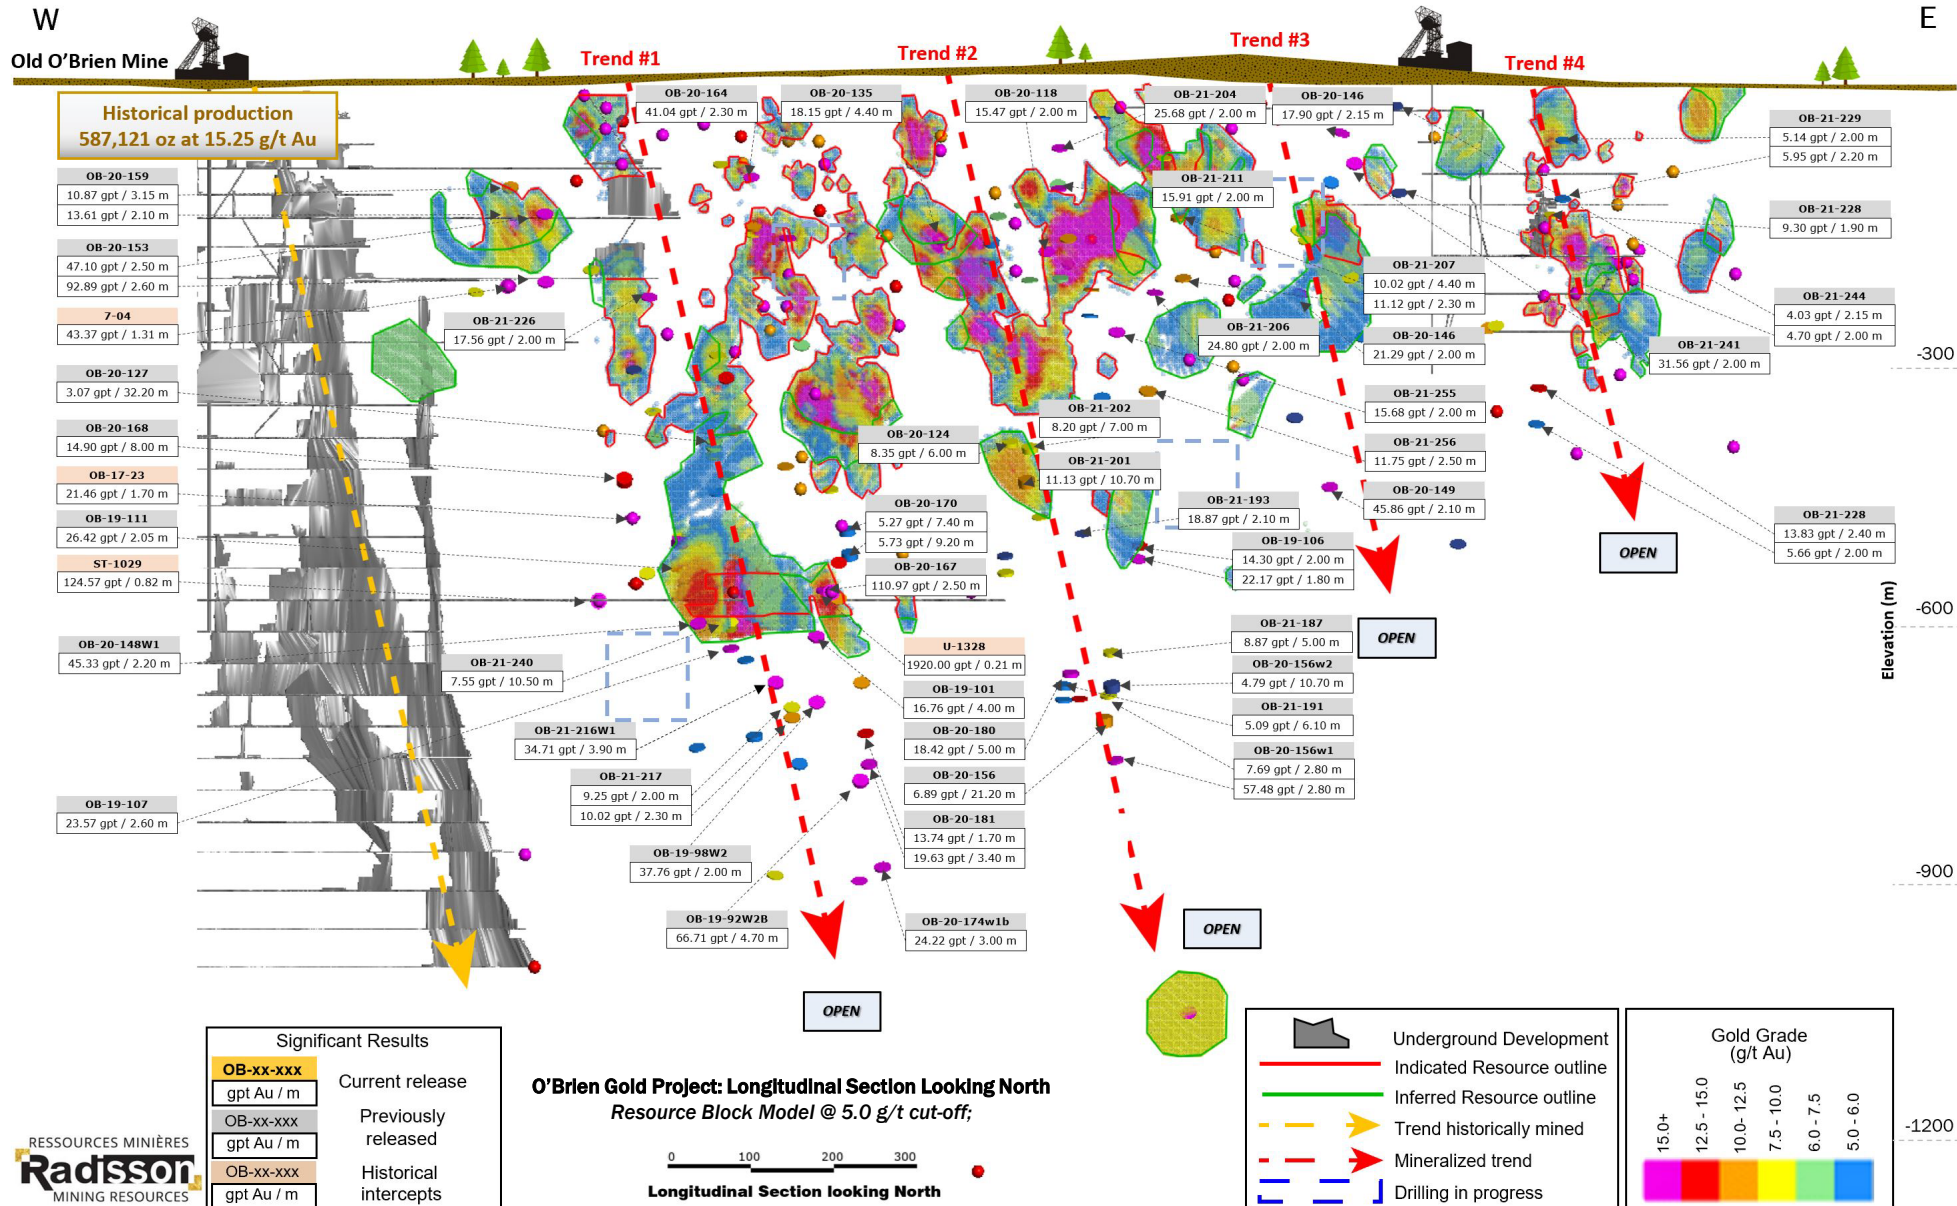 W
E
Old O'Brien Mine
Trend #1
Trend #2
Trend #3
Trend #4
Historical production
587,121 oz at 15.25 g/t Au
OB-20-159
10.87 gpt / 3.15 m
13.61 gpt / 2.10 m
OB-20-153
47.10 gpt / 2.50 m
92.89 gpt / 2.60 m
7-04
43.37 gpt / 1.31 m
OB-20-127
3.07 gpt / 32.20 m
OB-20-168
14.90 gpt / 8.00 m
OB-17-23
21.46 gpt / 1.70 m
OB-19-111
26.42 gpt / 2.05 m
ST-1029
124.57 gpt / 0.82 m
OB-20-148W1
45.33 gpt / 2.20 m
OB-19-107
23.57 gpt / 2.60 m
OB-20-164
41.04 gpt / 2.30 m
OB-20-135
18.15 gpt / 4.40 m
OB-20-118
15.47 gpt / 2.00 m
OB-21-204
25.68 gpt / 2.00 m
OB-20-146
17.90 gpt / 2.15 m
OB-21-211
15.91 gpt / 2.00 m
OB-21-226
17.56 gpt / 2.00 m
OB-21-206
24.80 gpt / 2.00 m
OB-21-207
10.02 gpt / 4.40 m
11.12 gpt / 2.30 m
OB-20-146
21.29 gpt / 2.00 m
OB-21-255
15.68 gpt / 2.00 m
OB-21-256
11.75 gpt / 2.50 m
OB-20-149
45.86 gpt / 2.10 m
OB-21-229
5.14 gpt / 2.00 m
5.95 gpt / 2.20 m
OB-21-228
9.30 gpt / 1.90 m
OB-21-244
4.03 gpt / 2.15 m
4.70 gpt / 2.00 m
OB-21-241
31.56 gpt / 2.00 m
OB-21-228
13.83 gpt / 2.40 m
5.66 gpt / 2.00 m
OB-21-202
8.20 gpt / 7.00 m
OB-20-124
8.35 gpt / 6.00 m
OB-21-201
11.13 gpt / 10.70 m
OB-20-170
5.27 gpt / 7.40 m
5.73 gpt / 9.20 m
OB-20-167
110.97 gpt / 2.50 m
OB-21-193
18.87 gpt / 2.10 m
OB-19-106
14.30 gpt / 2.00 m
22.17 gpt / 1.80 m
OB-21-187
8.87 gpt / 5.00 m
OB-20-156w2
4.79 gpt / 10.70 m
OB-21-191
5.09 gpt / 6.10 m
OB-20-156w1
7.69 gpt / 2.80 m
57.48 gpt / 2.80 m
U-1328
1920.00 gpt / 0.21 m
OB-19-101
16.76 gpt / 4.00 m
OB-20-180
18.42 gpt / 5.00 m
OB-20-156
6.89 gpt / 21.20 m
OB-20-181
13.74 gpt / 1.70 m
19.63 gpt / 3.40 m
OB-20-174w1b
24.22 gpt / 3.00 m
OB-21-240
7.55 gpt / 10.50 m
OB-21-216W1
34.71 gpt / 3.90 m
OB-21-217
9.25 gpt / 2.00 m
10.02 gpt / 2.30 m
OB-19-98W2
37.76 gpt / 2.00 m
OB-19-92W2B
66.71 gpt / 4.70 m
OPEN
OPEN
OPEN
OPEN
-300
-600
-900
-1200
Elevation (m)
Significant Results
OB-xx-xxx
gpt Au / m
Current release
OB-xx-xxx
gpt Au / m
Previously
released
OB-xx-xxx
gpt Au / m
Historical
intercepts
RESSOURCES MINIÈRES
Radisson
MINING RESOURCES
O'Brien Gold Project: Longitudinal Section Looking North
Resource Block Model @ 5.0 g/t cut-off;
0 100 200 300
Longitudinal Section looking North
Underground Development
Indicated Resource outline
Inferred Resource outline
Trend historically mined
Mineralized trend
Drilling in progress
Gold Grade
(g/t Au)
15.0+
12.5 - 15.0
10.0- 12.5
7.5 - 10.0
6.0 - 7.5
5.0 - 6.0